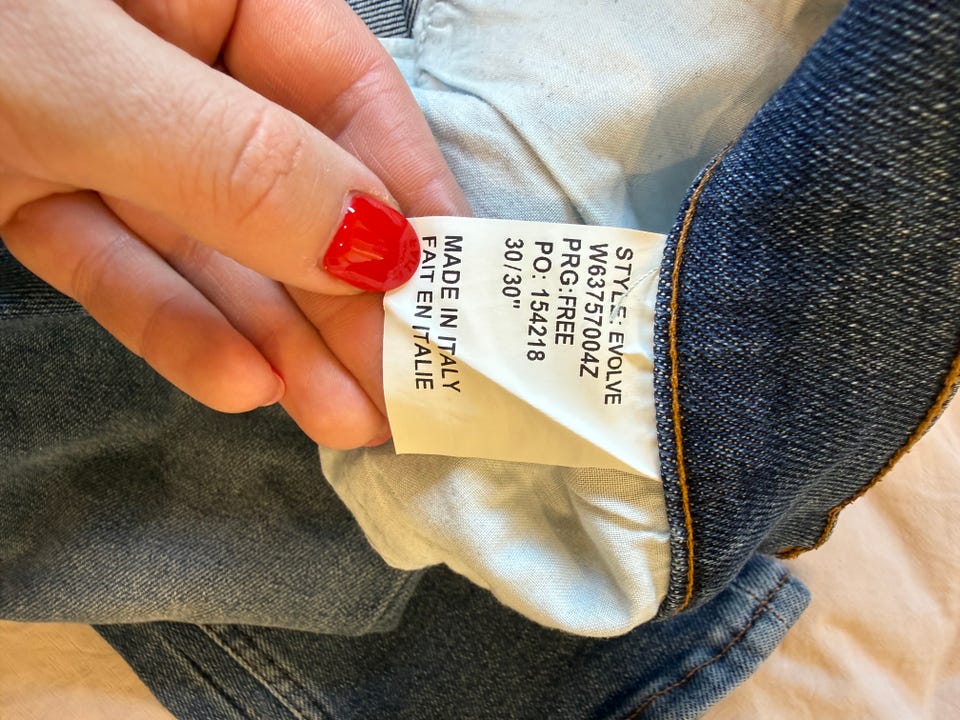 STYLE: EVOLVE
W63757004Z
PRG:FREE
PO: 154218
30/30"
MADE IN ITALY
FAIT EN ITALIE